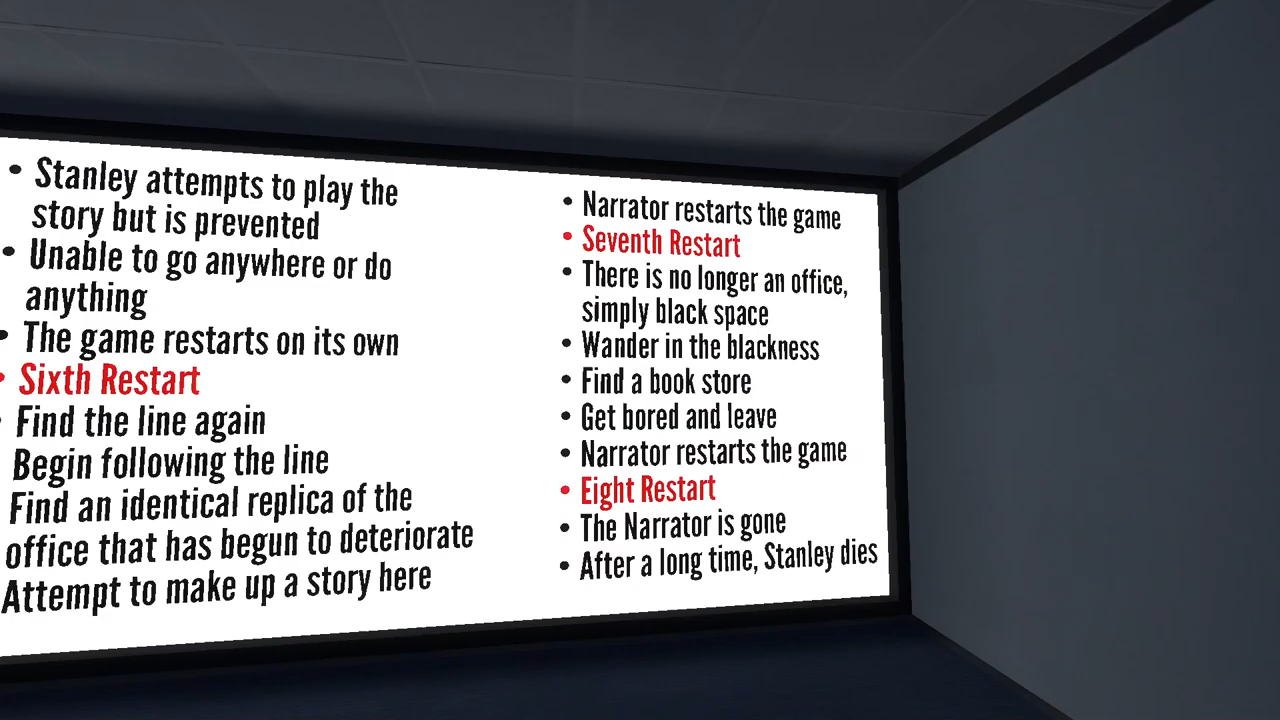 • Stanley attempts to play the
story but is prevented
• Unable to go anywhere or do
anything
• The game restarts on its own
• Sixth Restart
• Find the line again
Begin following the line
Find an identical replica of the
office that has begun to deteriorate
Attempt to make up a story here
• Narrator restarts the game
• Seventh Restart
• There is no longer an office,
simply black space
• Wander in the blackness
• Find a book store
• Get bored and leave
• Narrator restarts the game
• Eight Restart
• The Narrator is gone
• After a long time, Stanley dies